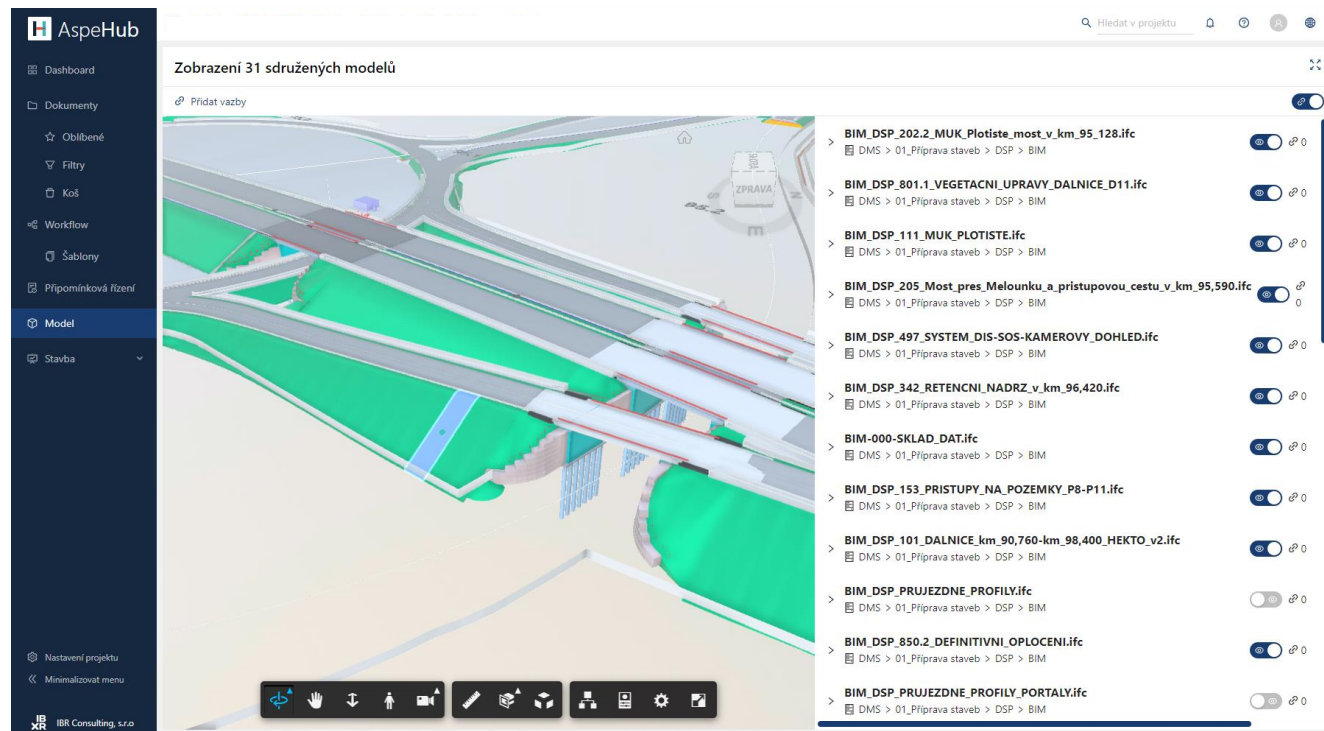 H AspeHub
Hledat v projektu
Dashboard
Zobrazení 31 sdružených modelů
Dokumenty
Přidat vazby
Oblíbené
Filtry
Koš
Workflow
Šablony
Připomínková řízení
Model
Stavba
ZPRAVA
E
BIM_DSP_202.2_MUK_Plotiste_most_v_km_95_128.ifc
DMS > 01_Příprava staveb > DSP > BIM
0
BIM_DSP_801.1_VEGETACNI_UPRAVY_DALNICE_D11.ifc
DMS > 01_Příprava staveb > DSP > BIM
0
BIM_DSP_111_MUK_PLOTISTE.ifc
DMS > 01_Příprava staveb > DSP > BIM
0
BIM_DSP_205_Most_pres_Melounku_a_pristupovou_cestu_v_km_95,590.ifc
DMS > 01_Příprava staveb > DSP > BIM
0
BIM_DSP_497_SYSTEM_DIS-SOS-KAMEROVY_DOHLED.ifc
DMS > 01_Příprava staveb > DSP > BIM
0
BIM_DSP_342_RETENCNI_NADRZ_v_km_96,420.ifc
DMS > 01_Příprava staveb > DSP > BIM
0
BIM-000-SKLAD_DAT.ifc
DMS > 01_Příprava staveb > DSP > BIM
0
BIM_DSP_153_PRISTUPY_NA_POZEMKY_P8-P11.ifc
DMS > 01_Příprava staveb > DSP > BIM
0
BIM_DSP_101_DALNICE_km_90,760-km_98,400_HEKTO_v2.ifc
DMS > 01_Příprava staveb > DSP > BIM
0
BIM_DSP_PRUJEZDNE_PROFILY.ifc
DMS > 01_Příprava staveb > DSP > BIM
0
BIM_DSP_850.2_DEFINITIVNI_OPLOCENI.ifc
DMS > 01_Příprava staveb > DSP > BIM
0
BIM_DSP_PRUJEZDNE_PROFILY_PORTALY.ifc
DMS > 01_Příprava staveb > DSP > BIM
0
Nastavení projektu
Minimalizovat menu
IB
XR IBR Consulting, s.r.o